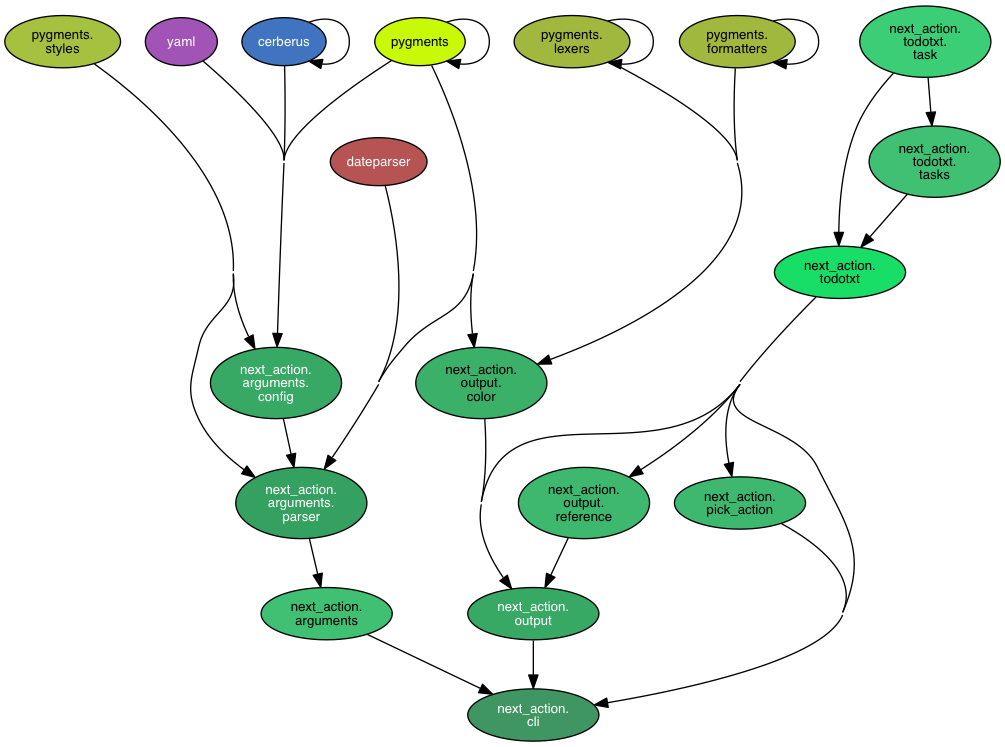 pygments.
styles
yaml
cerberus
pygments
pygments.
lexers
pygments.
formatters
next_action.
todotxt.
task
dateparser
next_action.
todotxt.
tasks
next_action.
todotxt
next_action.
arguments.
config
next_action.
output.
color
next_action.
arguments.
parser
next_action.
output.
reference
next_action.
pick_action
next_action.
arguments
next_action.
output
next_action.
cli